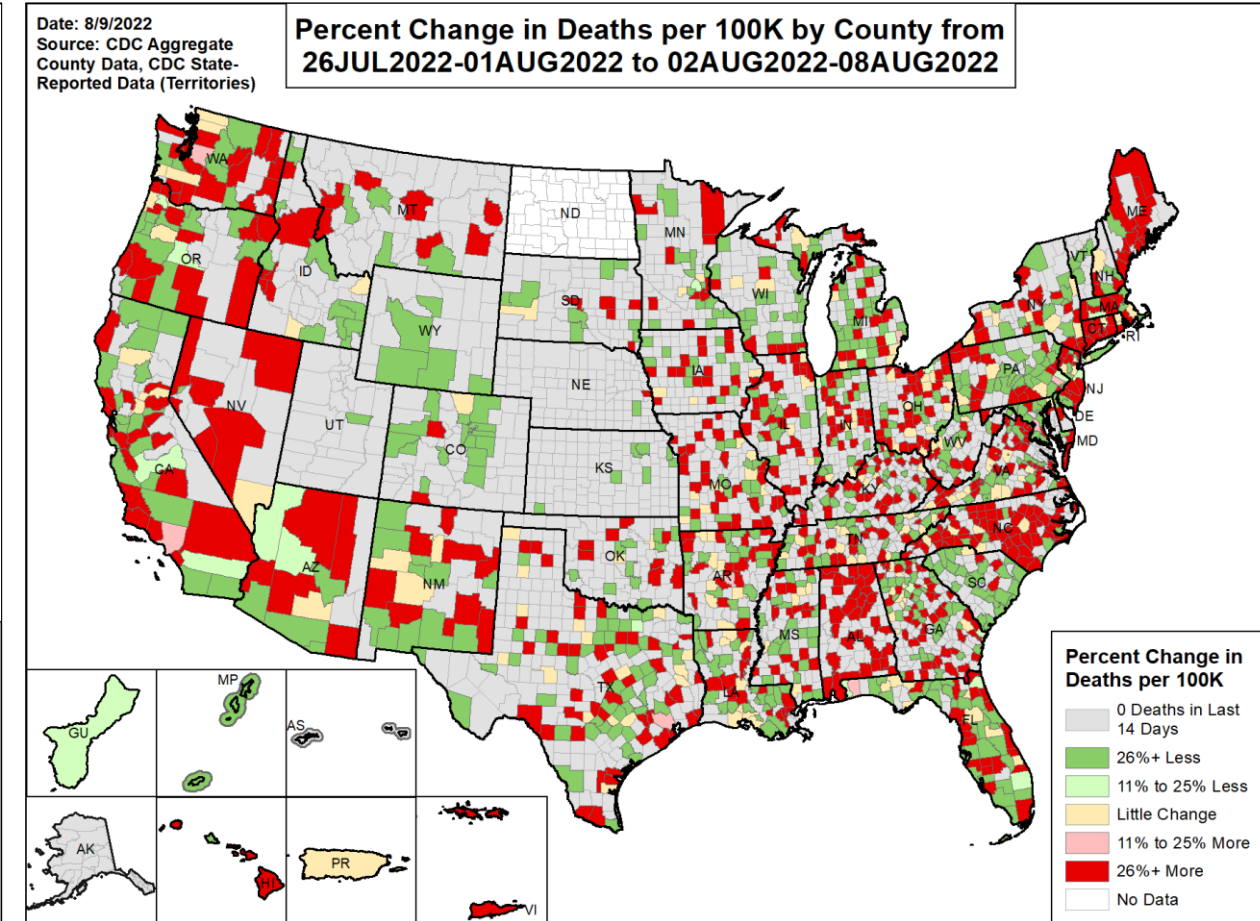 Date: 8/9/2022
Source: CDC Aggregate
County Data, CDC State-
Reported Data (Territories)
Percent Change in Deaths per 100K by County from
26JUL2022-01AUG2022 to 02AUG2022-08AUG2022
WA
MT
ND
MN
ME
OR
ID
SD
WI
MI
VT
NH
NY
MA
CT
RI
WY
IA
PA
NJ
NE
NV
UT
CO
IL
IN
OH
DE
MD
WV
CA
KS
MO
KY
VA
AZ
NM
OK
AR
TN
NC
SC
TX
LA
MS
AL
GA
FL
GU
MP
AS
AK
HI
PR
VI
Percent Change in
Deaths per 100K
0 Deaths in Last
14 Days
26%+ Less
11% to 25% Less
Little Change
11% to 25% More
26%+ More
No Data